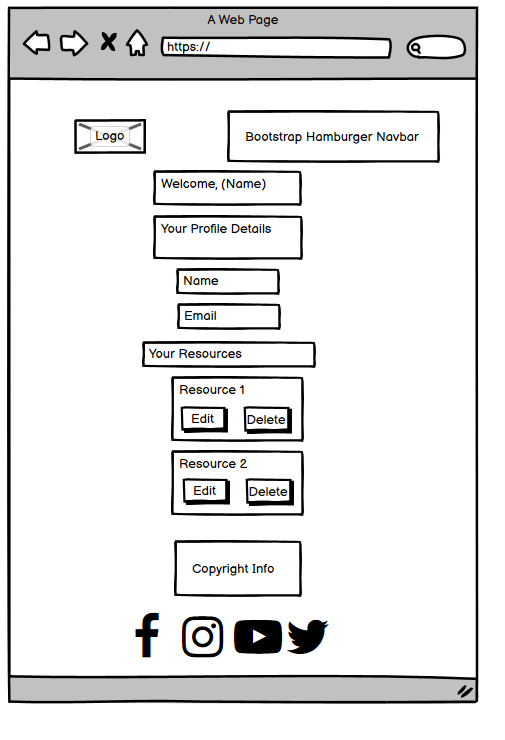 A Web Page
https://
Logo
Bootstrap Hamburger Navbar
Welcome, (Name)
Your Profile Details
Name
Email
Your Resources
Resource 1
Edit Delete
Resource 2
Edit Delete
Copyright Info